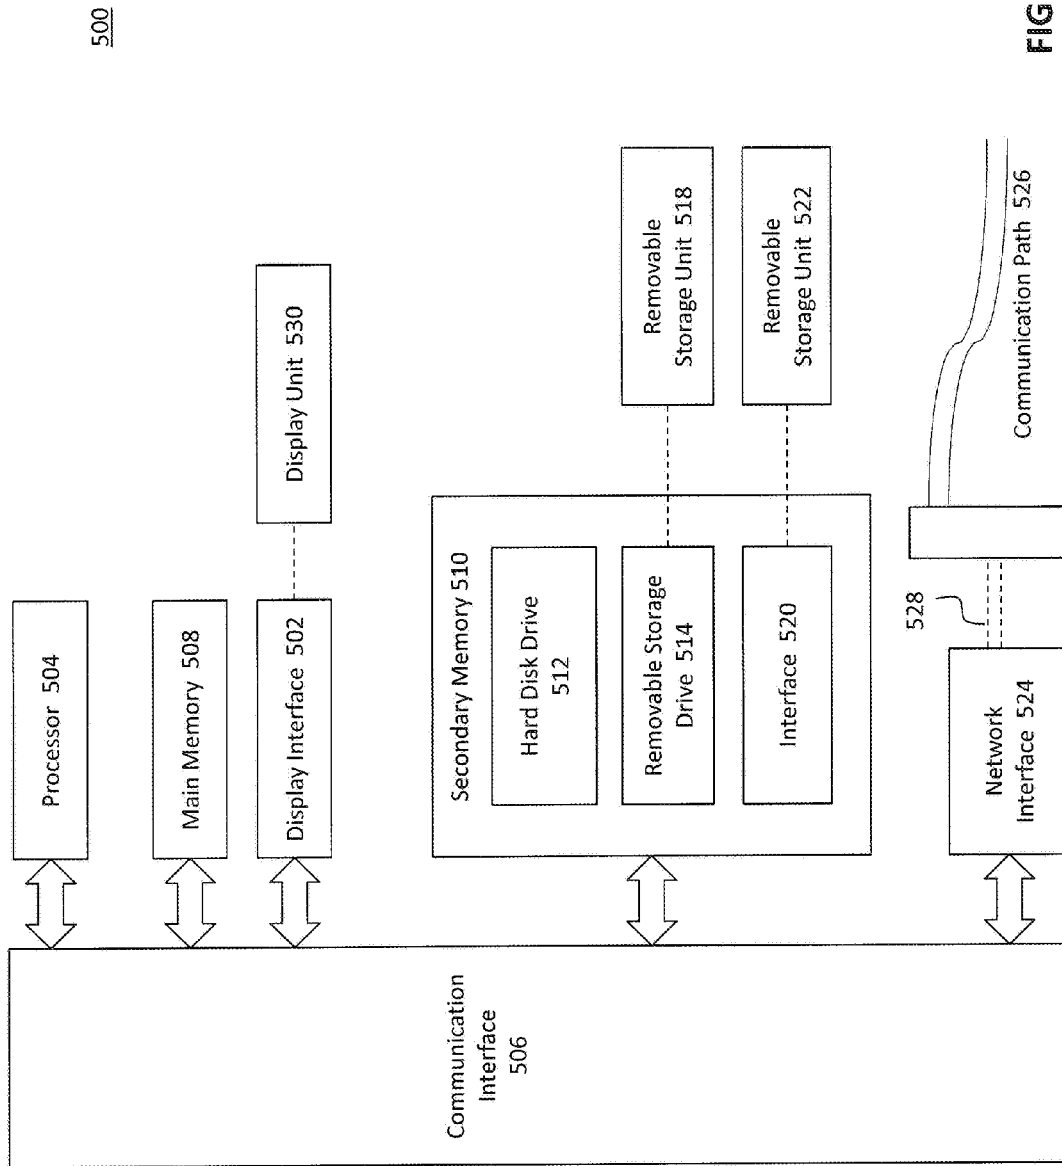 500
Processor 504
Main Memory 508
Display Interface 502
Display Unit 530
Secondary Memory 510
Hard Disk Drive
512
Removable Storage
Drive 514
Removable
Storage Unit 518
Interface 520
Removable
Storage Unit 522
Network
Interface 524
528
Communication Path 526
Communication
Interface
506
FIG